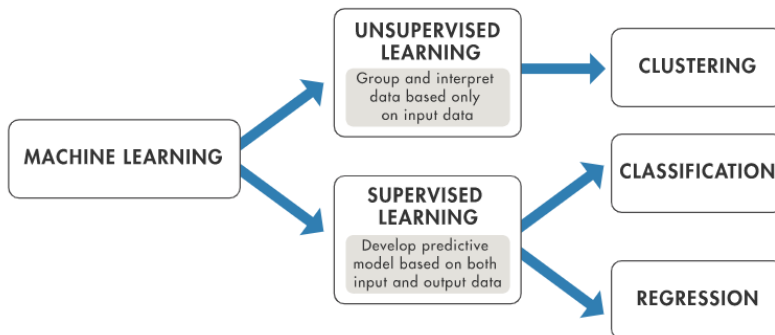 MACHINE LEARNING
UNSUPERVISED
LEARNING
Group and interpret
data based only
on input data
CLUSTERING
SUPERVISED
LEARNING
Develop predictive
model based on both
input and output data
CLASSIFICATION
REGRESSION